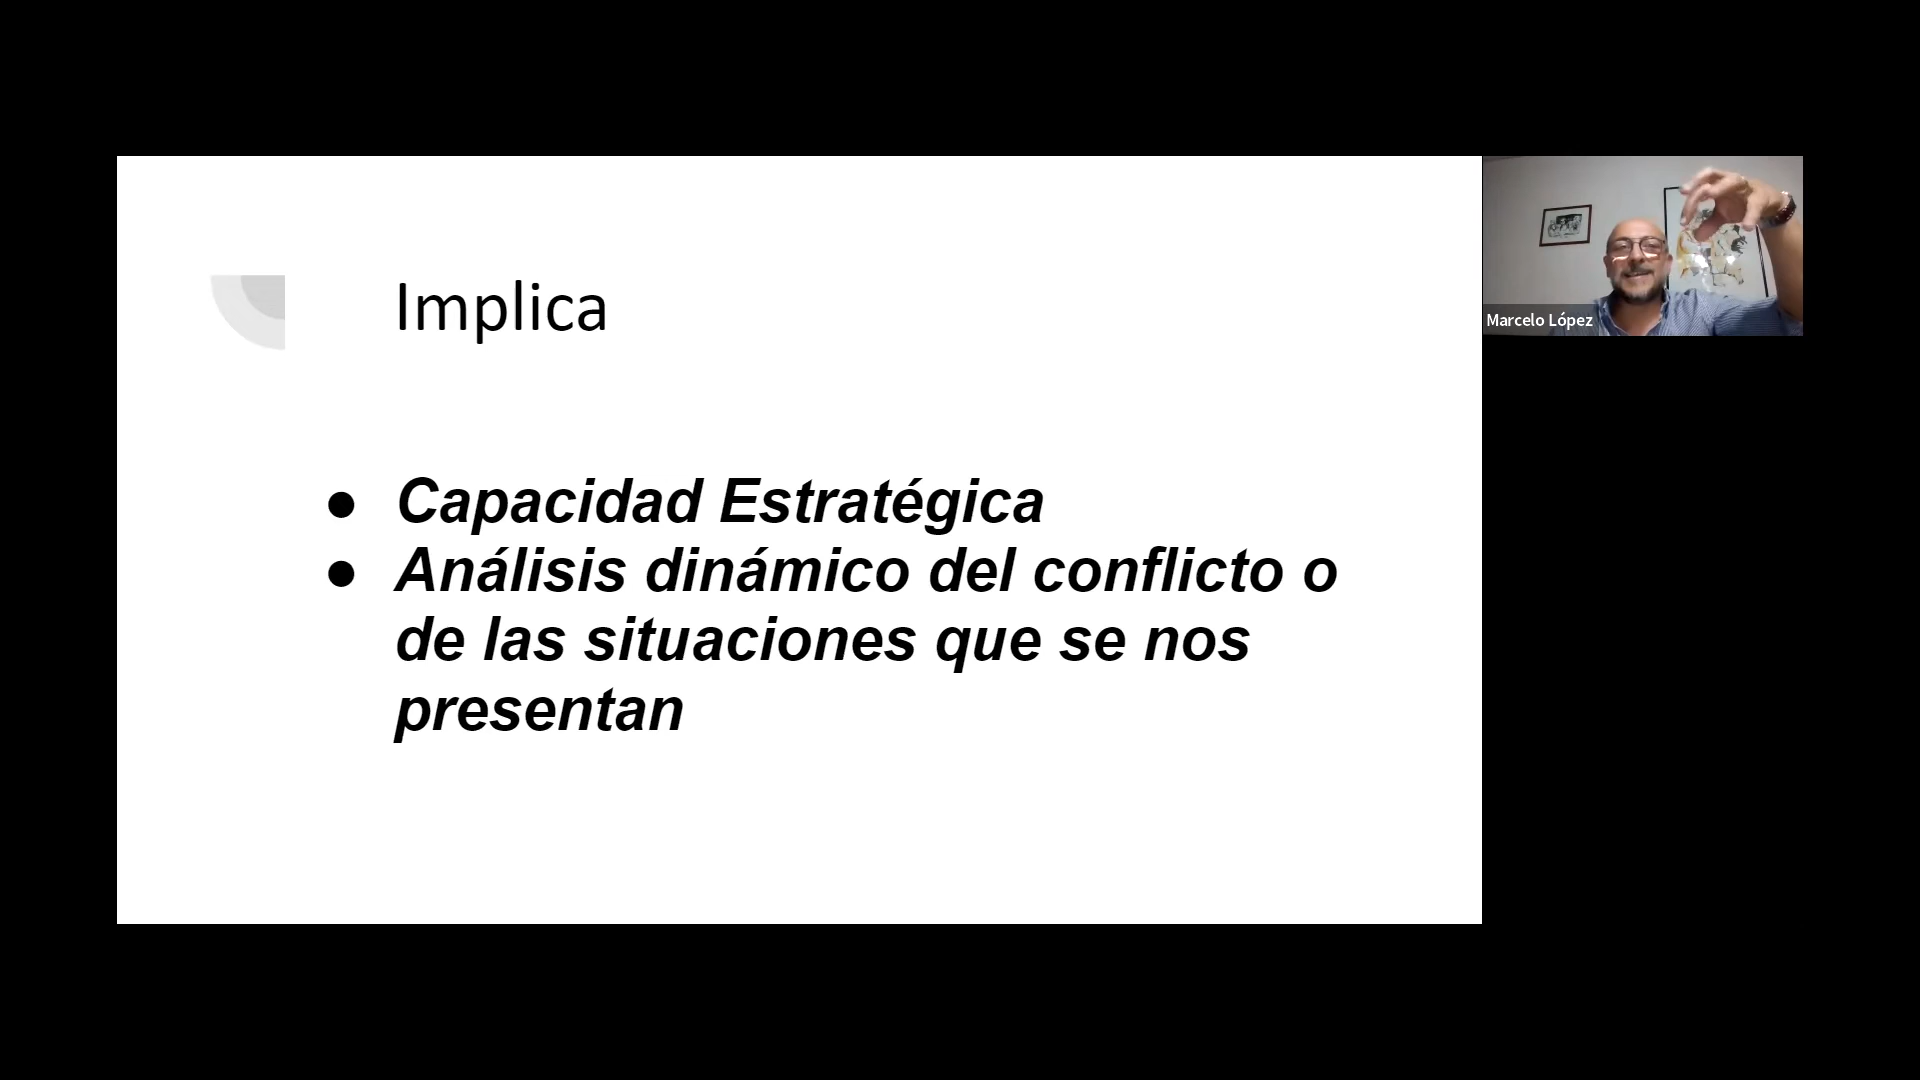 Implica
● Capacidad Estratégica
● Análisis dinámico del conflicto o
de las situaciones que se nos
presentan
Marcelo López